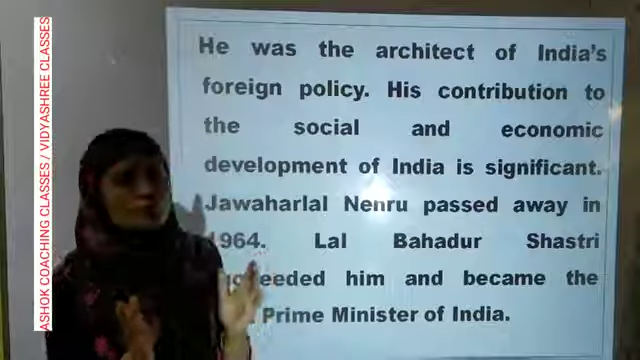 ASHOK COACHING CLASSES / VIDYASHREE CLASSES
He was the architect of India's
foreign policy. His contribution to
the social and economic
development of India is significant.
Jawaharlal Nehru passed away in
1964. Lal Bahadur Shastri
him and became the
Prime Minister of India.